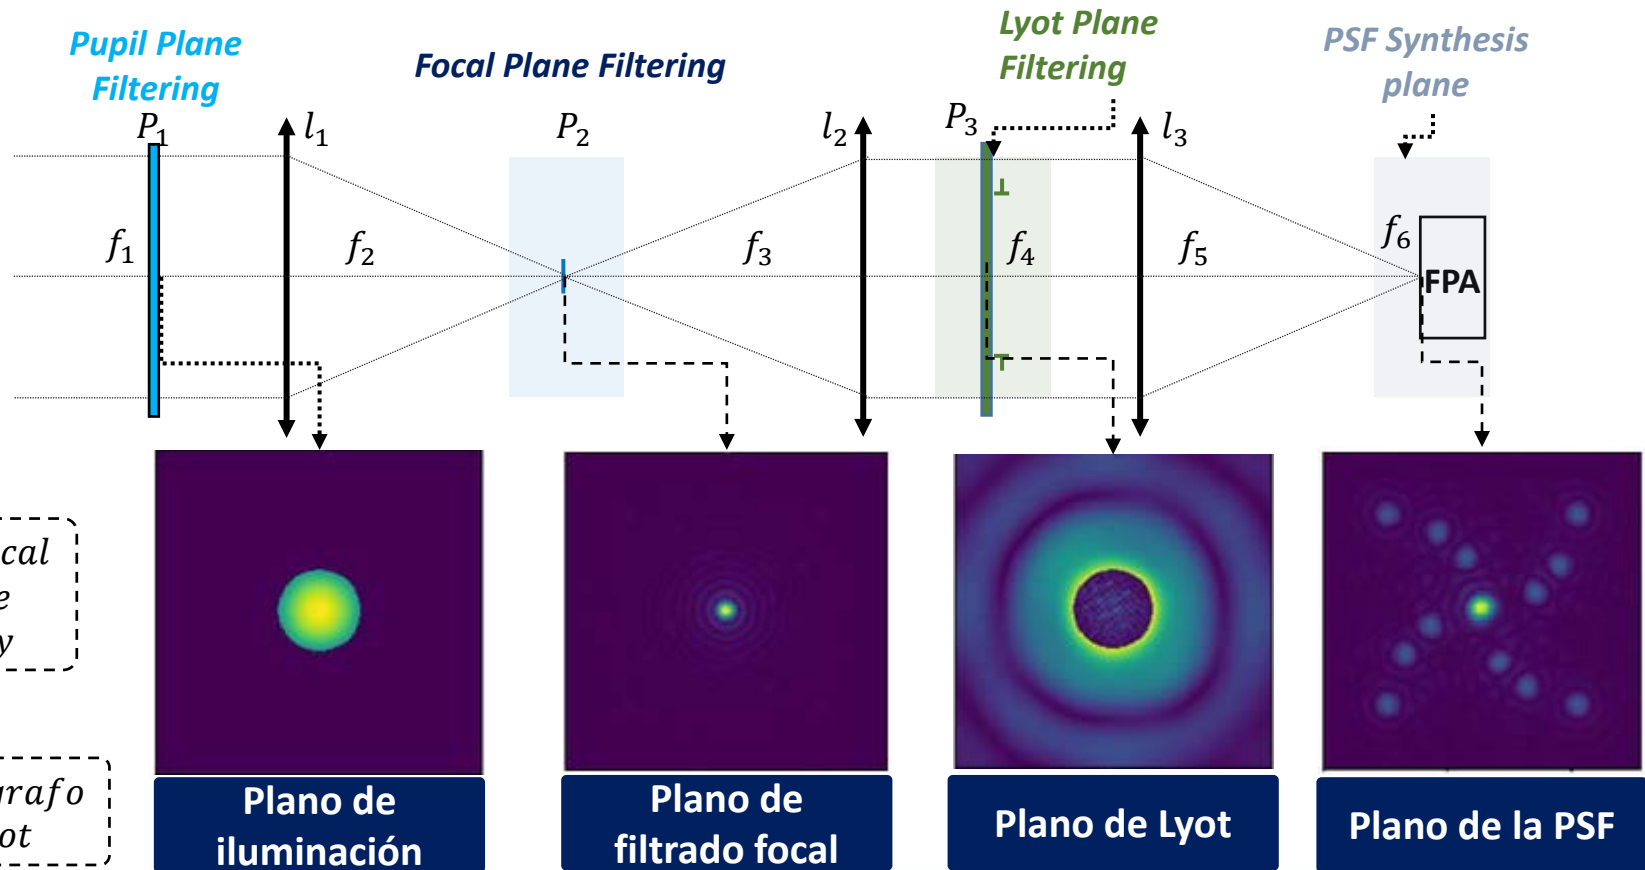 Pupil Plane
Filtering
Focal Plane Filtering
Lyot Plane
Filtering
PSF Synthesis
plane
P₁
l₁
P₂
l₂
P₃
l₃
f₁
f₂
f₃
f₄
f₅
f₆
FPA
Plano de
iluminación
Plano de
filtrado focal
Plano de Lyot
Plano de la PSF